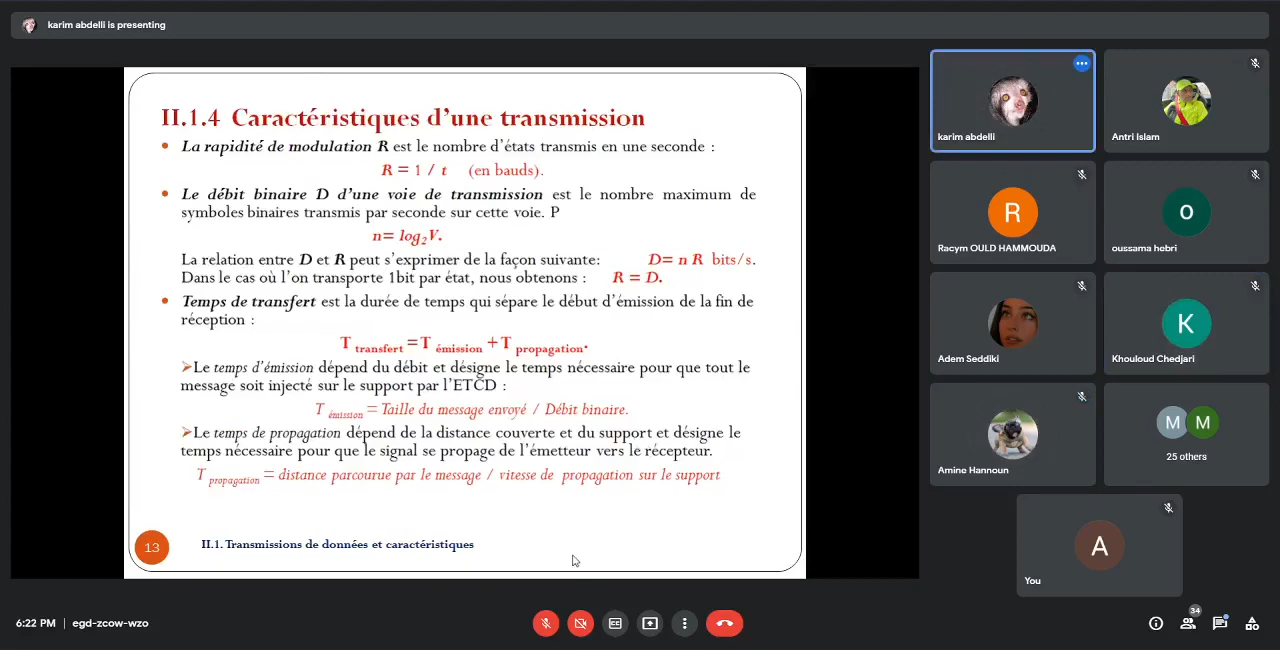 karim abdelli is presenting
II.1.4 Caractéristiques d’une transmission
• La rapidité de modulation R est le nombre d’états transmis en une seconde :
R = 1 / t (en bauds).
• Le débit binaire D d’une voie de transmission est le nombre maximum de
symboles binaires transmis par seconde sur cette voie. P
n= log₂V.
La relation entre D et R peut s’exprimer de la façon suivante: D= n R bits/s.
Dans le cas où l’on transporte 1bit par état, nous obtenons : R = D.
• Temps de transfert est la durée de temps qui sépare le début d’émission de la fin de
réception :
T transfert = T émission + T propagation.
➢Le temps d’émission dépend du débit et désigne le temps nécessaire pour que tout le
message soit injecté sur le support par l’ETCD :
T émission = Taille du message envoyé / Débit binaire.
➢Le temps de propagation dépend de la distance couverte et du support et désigne le
temps nécessaire pour que le signal se propage de l’émetteur vers le récepteur.
T propagation = distance parcourue par le message / vitesse de propagation sur le support
13
II.1. Transmissions de données et caractéristiques
karim abdelli
Antri Islam
R
Racym OULD HAMMOUDA
o
oussama hebri
Adem Seddiki
K
Khouloud Chedjari
Amine Hannoun
M M
25 others
A
You
6:22 PM | egd-zcow-wzo
34